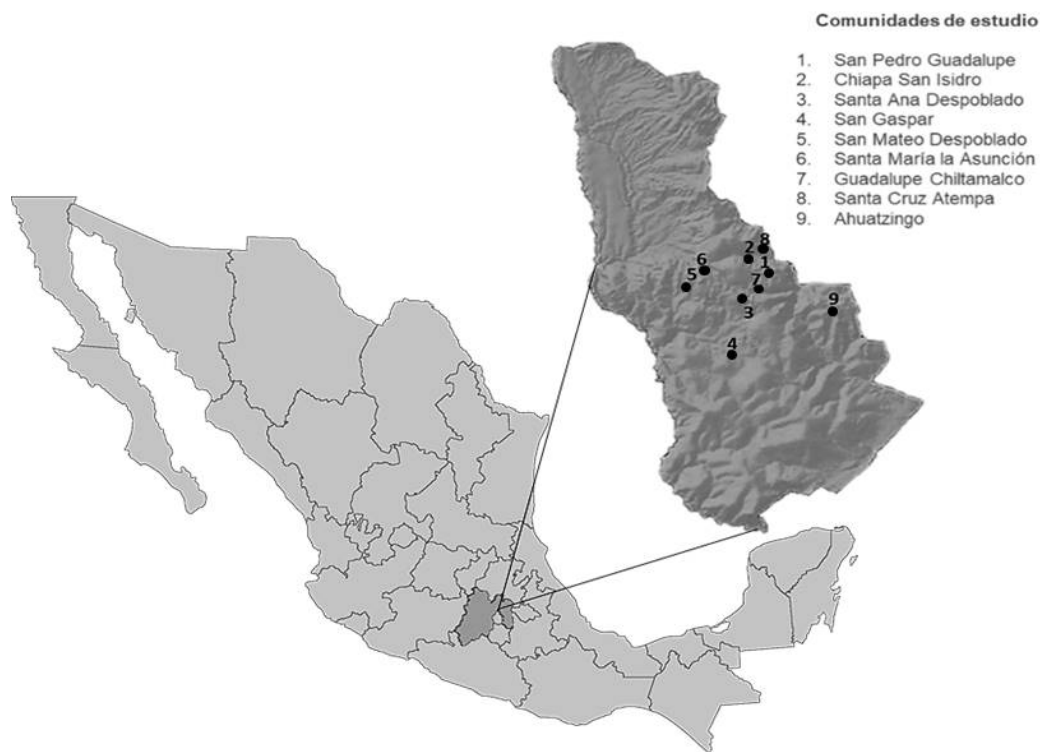 Comunidades de estudio
1. San Pedro Guadalupe
2. Chiapa San Isidro
3. Santa Ana Despoblado
4. San Gaspar
5. San Mateo Despoblado
6. Santa María la Asunción
7. Guadalupe Chiltamalco
8. Santa Cruz Atempa
9. Ahuatzingo
8
2
1
6
5
7
3
9
4